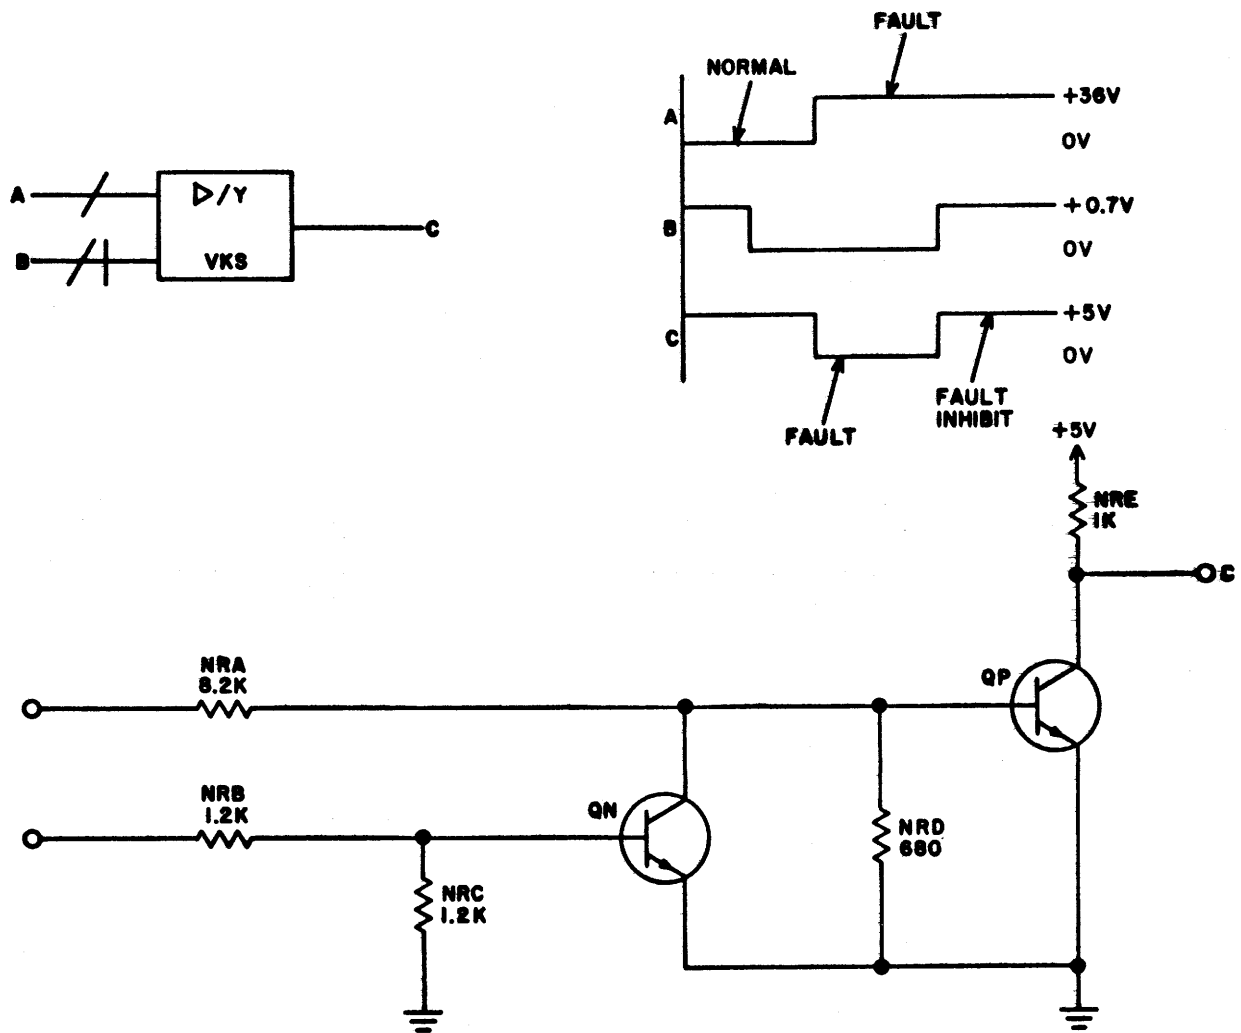 FAULT
NORMAL
A
+36V
0V
A
▷/Y
B
+0.7V
0V
C
B
VKS
C
+5V
0V
FAULT
INHIBIT
FAULT
+5V
NRE
1K
C
NRA
8.2K
QP
NRB
1.2K
QN
NRD
680
NRC
1.2K